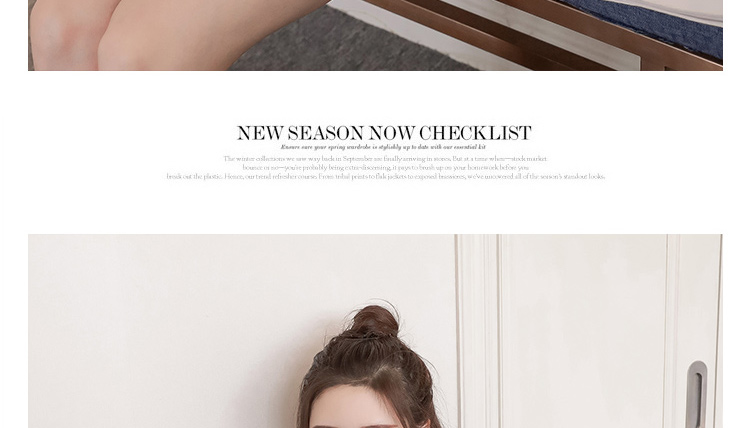 NEW SEASON NOW CHECKLIST
Ensure easy your spring wardrobe is stylishly up to date with our essential kit
The winter collections we saw way back in September are finally arriving in stores. But at a time when—stock market
bounce or no—you're probably being extra-discerning, it pays to brush up on your homework before you
break out the plastic. Hence, our trend refresher course. From tribal prints to flak jackets to exposed brassieres, we've uncovered all of the season's standout looks.